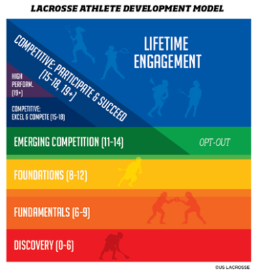 LACROSSE ATHLETE DEVELOPMENT MODEL
LIFETIME
ENGAGEMENT
COMPETITIVE: PARTICIPATE & SUCCEED
(15-18, 19+)
HIGH
PERFORM.
(19+)
COMPETITIVE:
EXCEL & COMPETE (15-18)
EMERGING COMPETITION (11-14)
OPT-OUT
FOUNDATIONS (8-12)
FUNDAMENTALS (6-9)
DISCOVERY (0-6)
©US LACROSSE